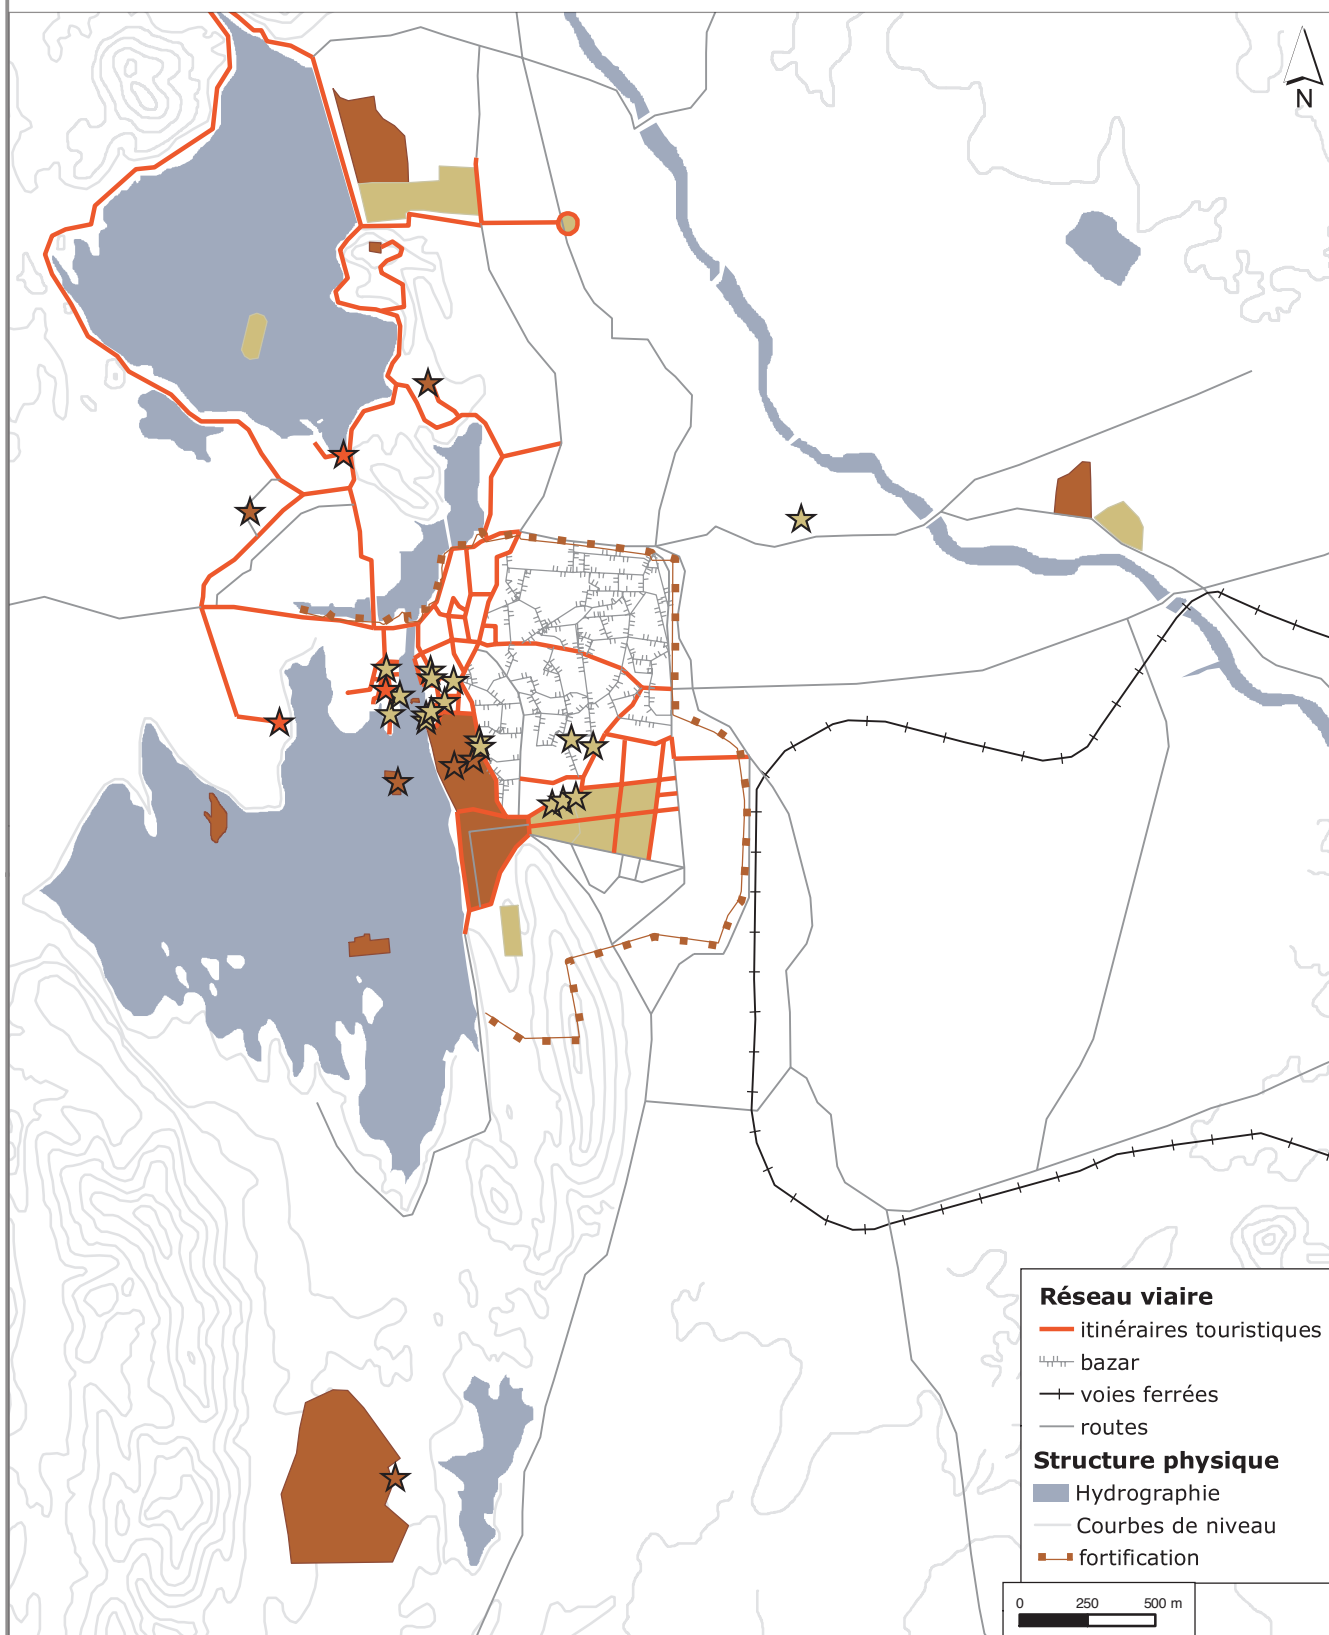 N
Réseau viaire
itinéraires touristiques
bazar
voies ferrées
routes
Structure physique
Hydrographie
Courbes de niveau
fortification
0 250 500 m